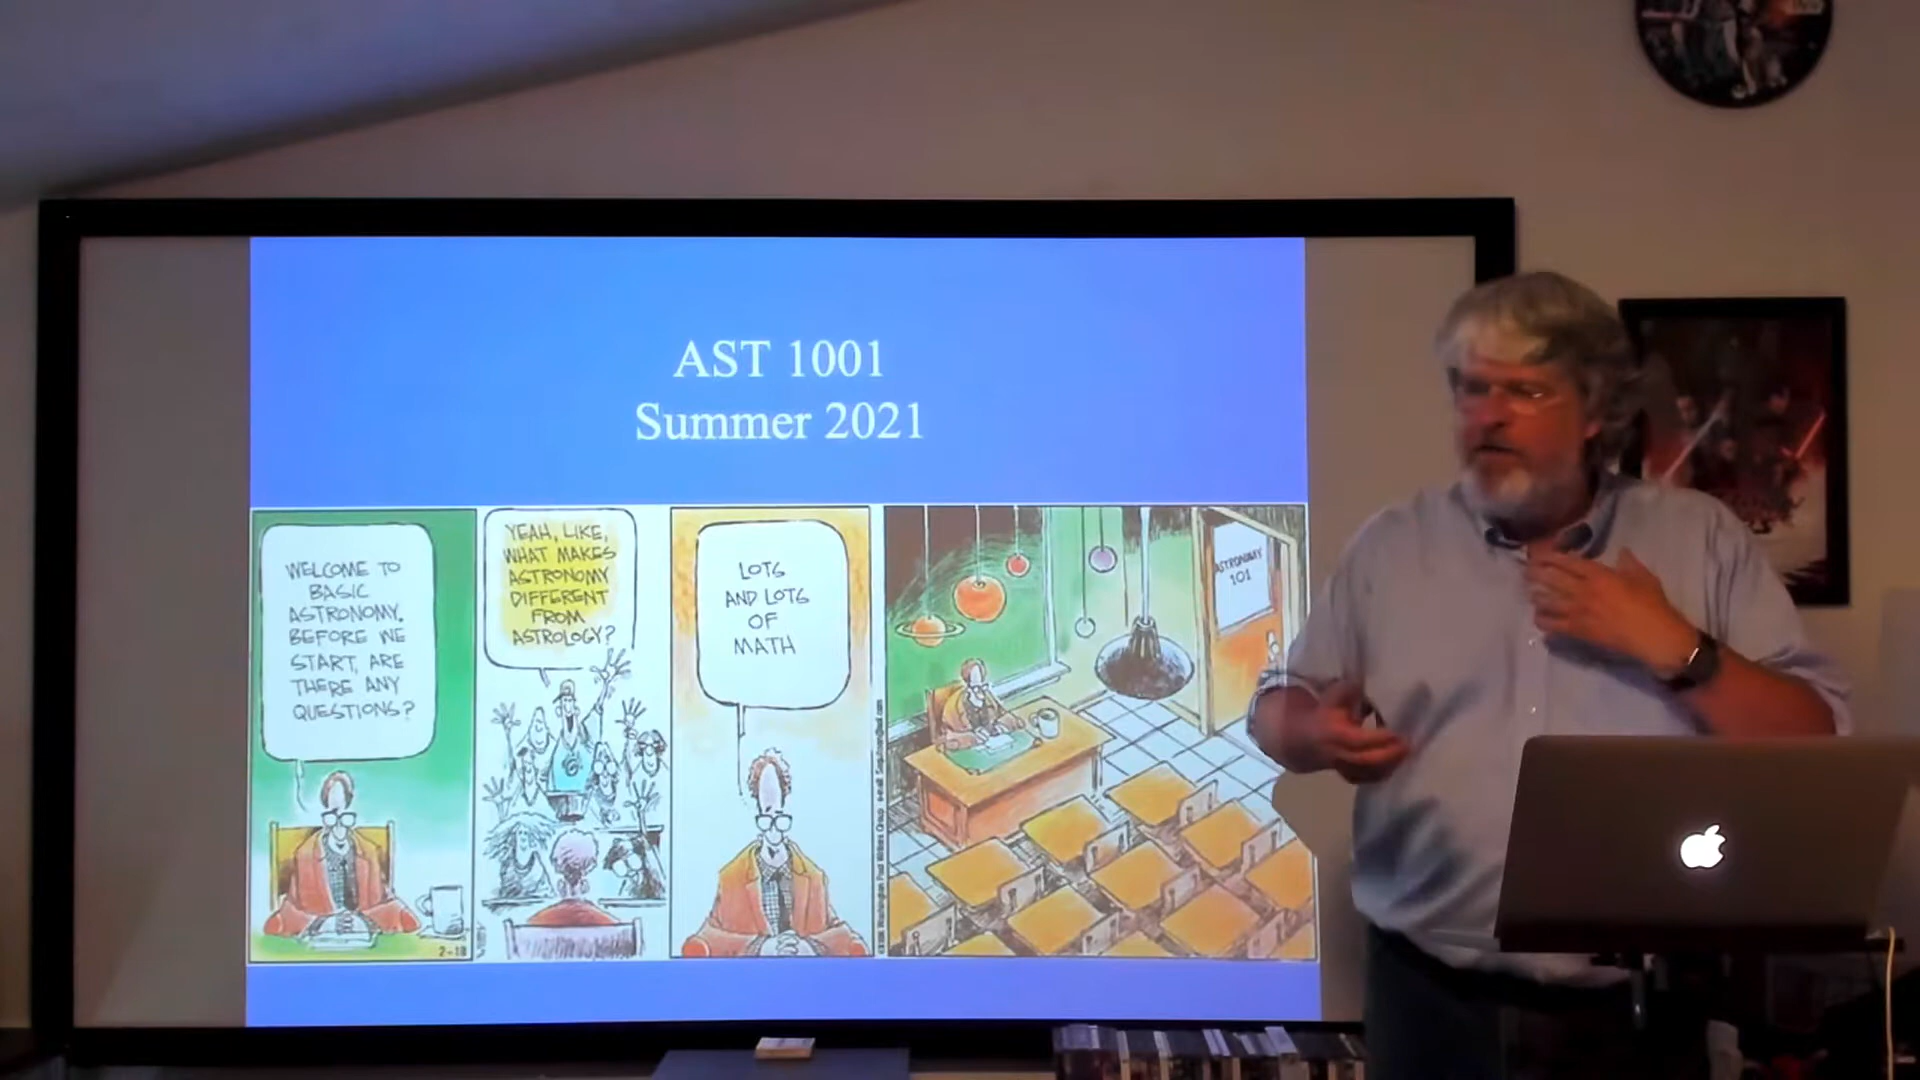 AST 1001
Summer 2021
WELCOME TO
BASIC
ASTRONOMY.
BEFORE WE
START, ARE
THERE ANY
QUESTIONS?
YEAH, LIKE,
WHAT MAKES
ASTRONOMY
DIFFERENT
FROM
ASTROLOGY?
LOTS
AND LOTS
OF
MATH
ASTRONOMY
101
2-18